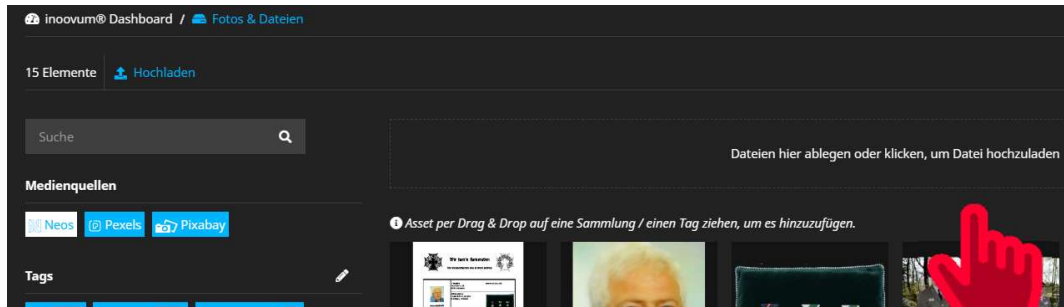 inoovum® Dashboard / Fotos & Dateien
15 Elemente Hochladen
Suche
Dateien hier ablegen oder klicken, um Datei hochzuladen
Medienquellen
Neos Pexels Pixabay
Asset per Drag & Drop auf eine Sammlung / einen Tag ziehen, um es hinzuzufügen.
Tags